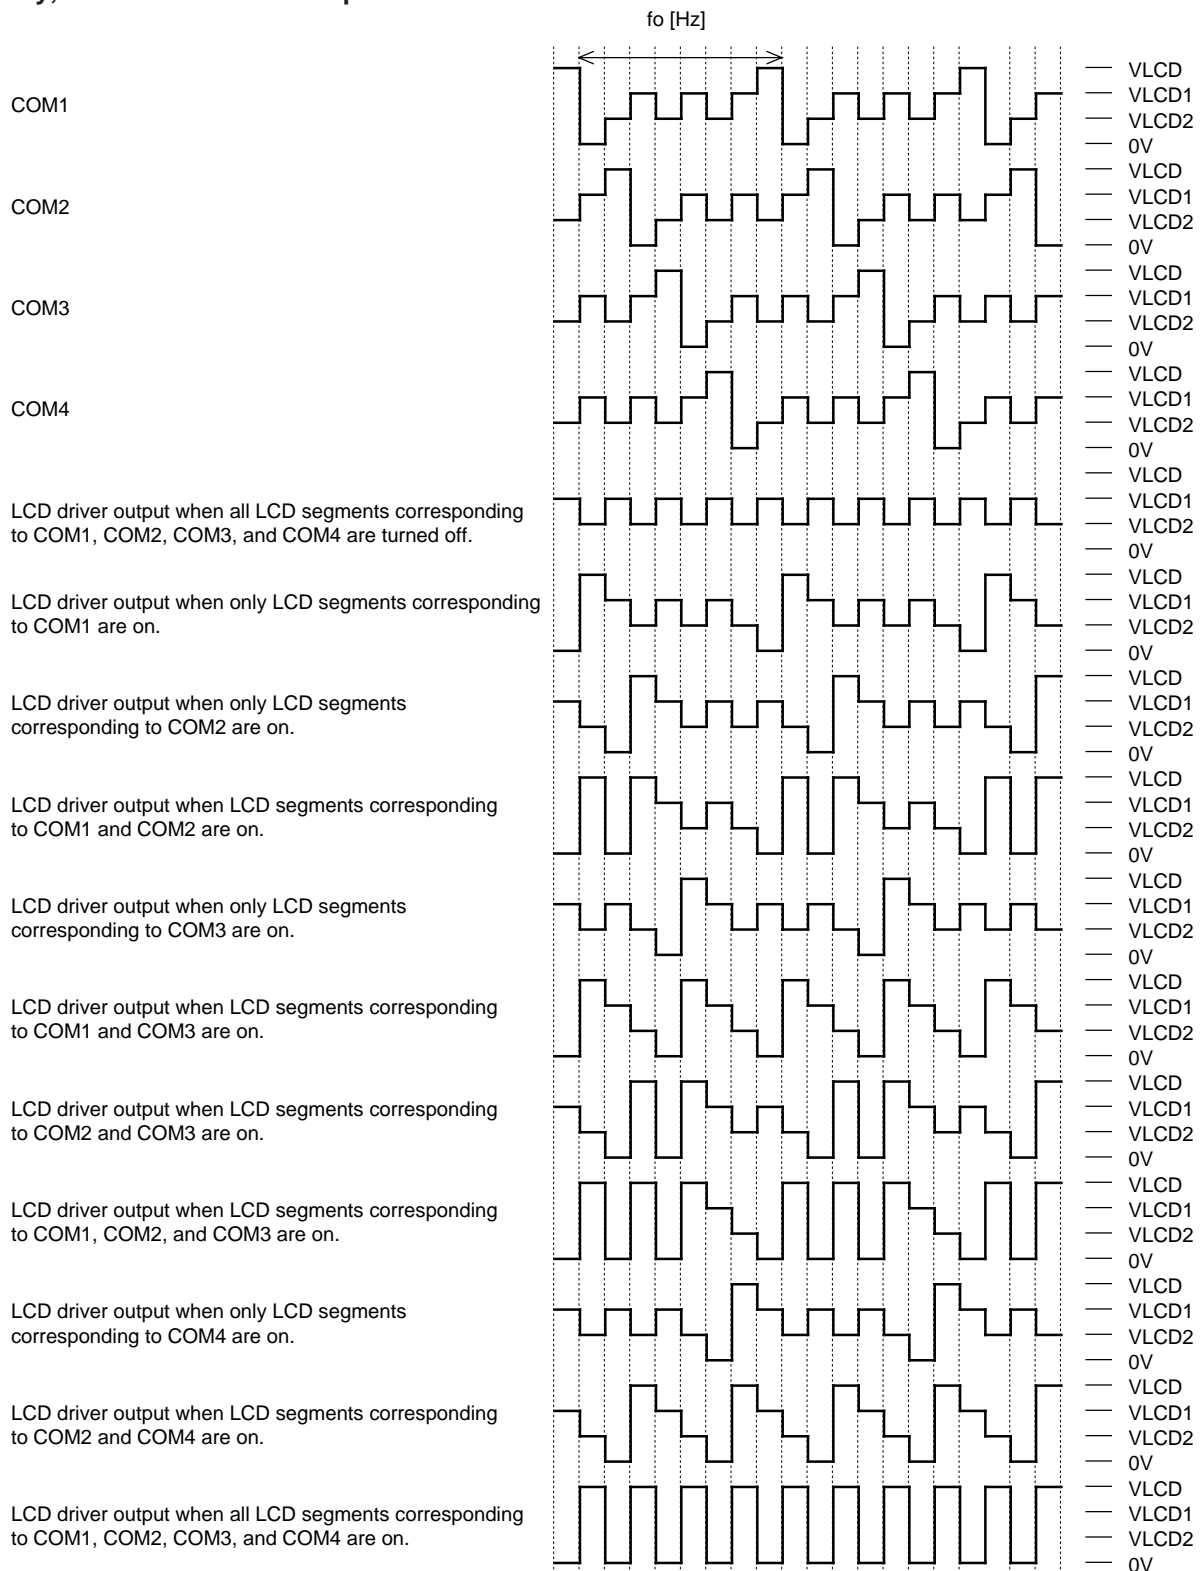 fo [Hz]
COM1
VLCD
VLCD1
VLCD2
0V
COM2
VLCD
VLCD1
VLCD2
0V
COM3
VLCD
VLCD1
VLCD2
0V
COM4
VLCD
VLCD1
VLCD2
0V
LCD driver output when all LCD segments corresponding
to COM1, COM2, COM3, and COM4 are turned off.
VLCD
VLCD1
VLCD2
0V
LCD driver output when only LCD segments corresponding
to COM1 are on.
VLCD
VLCD1
VLCD2
0V
LCD driver output when only LCD segments
corresponding to COM2 are on.
VLCD
VLCD1
VLCD2
0V
LCD driver output when LCD segments corresponding
to COM1 and COM2 are on.
VLCD
VLCD1
VLCD2
0V
LCD driver output when only LCD segments
corresponding to COM3 are on.
VLCD
VLCD1
VLCD2
0V
LCD driver output when LCD segments corresponding
to COM1 and COM3 are on.
VLCD
VLCD1
VLCD2
0V
LCD driver output when LCD segments corresponding
to COM2 and COM3 are on.
VLCD
VLCD1
VLCD2
0V
LCD driver output when LCD segments corresponding
to COM1, COM2, and COM3 are on.
VLCD
VLCD1
VLCD2
0V
LCD driver output when only LCD segments
corresponding to COM4 are on.
VLCD
VLCD1
VLCD2
0V
LCD driver output when LCD segments corresponding
to COM2 and COM4 are on.
VLCD
VLCD1
VLCD2
0V
LCD driver output when all LCD segments corresponding
to COM1, COM2, COM3, and COM4 are on.
VLCD
VLCD1
VLCD2
0V